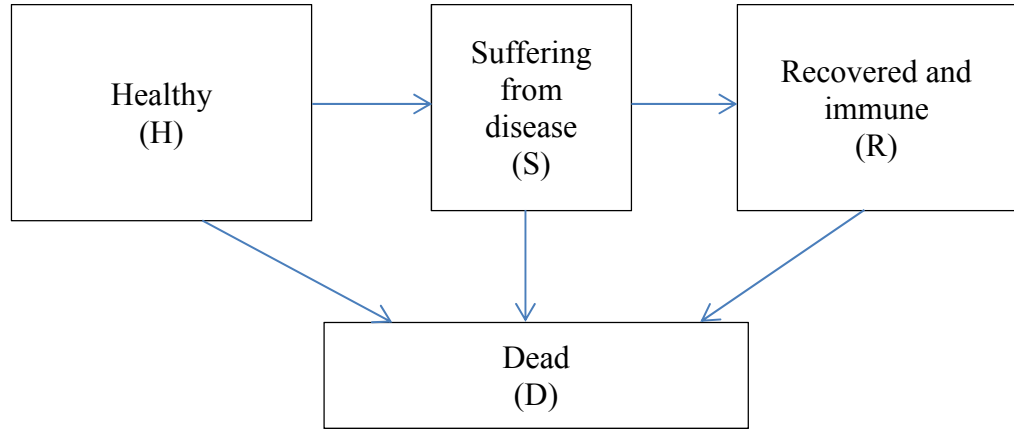 Healthy
(H)
Suffering
from
disease
(S)
Recovered and
immune
(R)
Dead
(D)